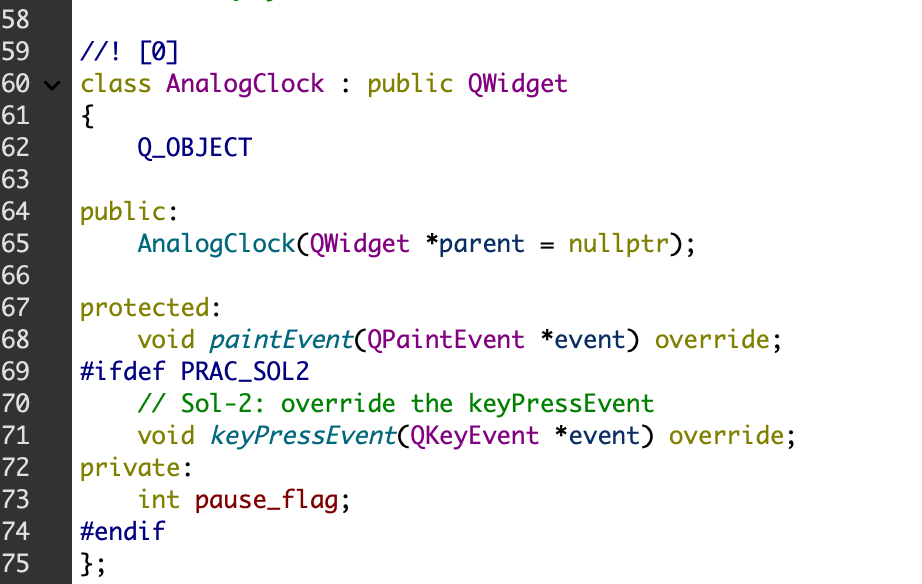 58
59 //! [0]
60 class AnalogClock : public QWidget
61 {
62     Q_OBJECT
63
64 public:
65     AnalogClock(QWidget *parent = nullptr);
66
67 protected:
68     void paintEvent(QPaintEvent *event) override;
69 #ifdef PRAC_SOL2
70     // Sol-2: override the keyPressEvent
71     void keyPressEvent(QKeyEvent *event) override;
72 private:
73     int pause_flag;
74 #endif
75 };